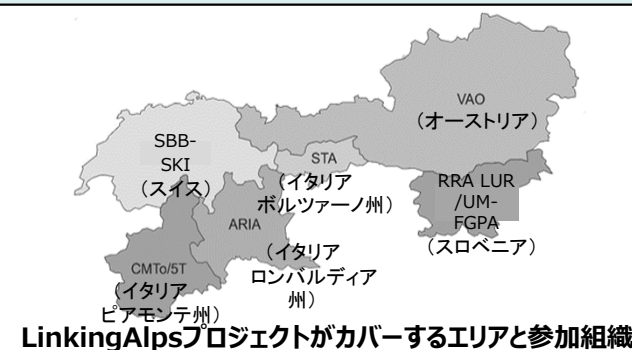 VAO
（オーストリア）
SBB-
SKI
（スイス）
STA
（イタリア
ボルツァーノ州）
RRA LUR
/UM-
FGPA
（スロベニア）
ARIA
（イタリア
ロンバルディア
州）
CMTo/5T
（イタリア
ピアモンテ州）
LinkingAlpsプロジェクトがカバーするエリアと参加組織